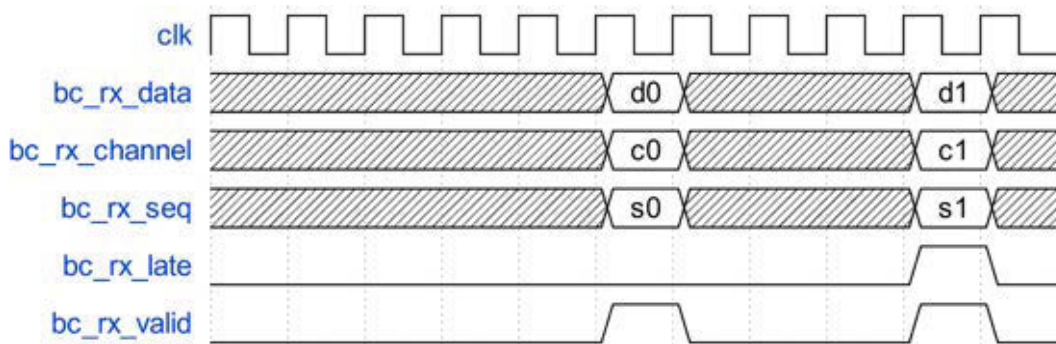 clk
bc_rx_data d0 d1
bc_rx_channel c0 c1
bc_rx_seq s0 s1
bc_rx_late
bc_rx_valid